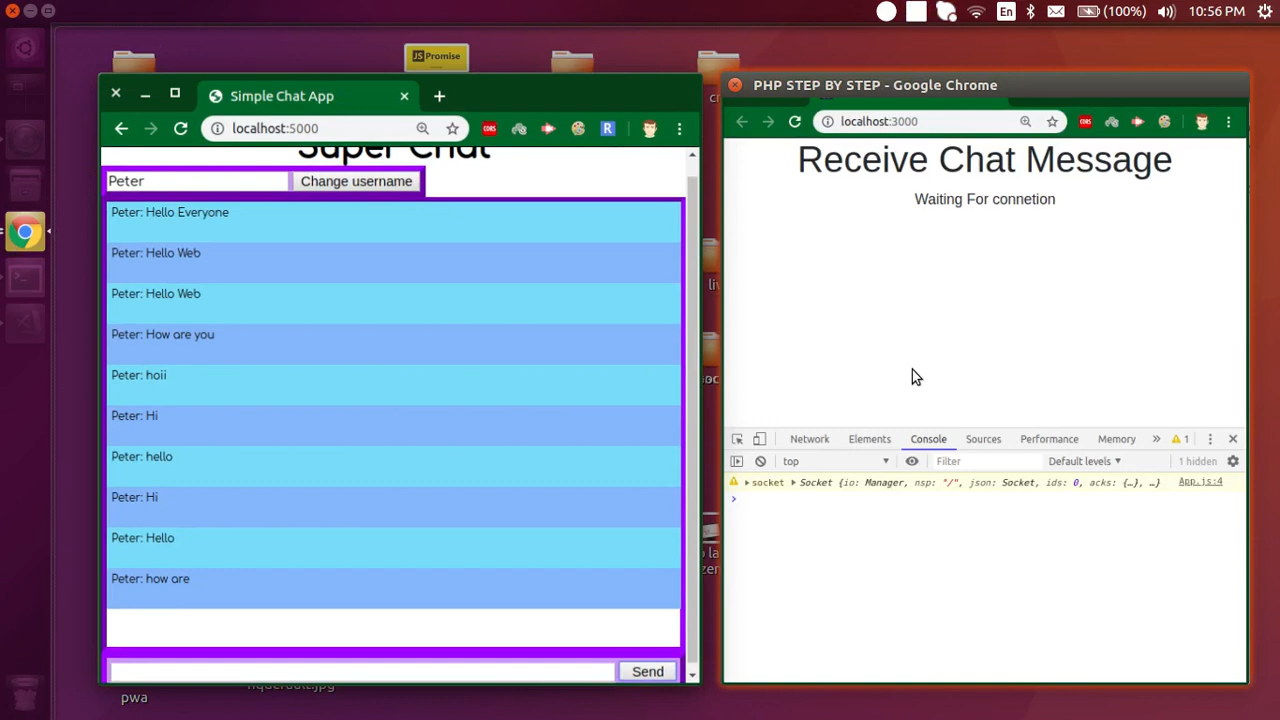 En
(100%)
10:56 PM
JS Promise
Simple Chat App
localhost:5000
CORS
R
Super Chat
Peter
Change username
Peter: Hello Everyone
Peter: Hello Web
Peter: Hello Web
Peter: How are you
Peter: hoii
Peter: Hi
Peter: hello
Peter: Hi
Peter: Hello
Peter: how are
Send
pwa
PHP STEP BY STEP - Google Chrome
localhost:3000
CORS
Receive Chat Message
Waiting For connetion
Network
Elements
Console
Sources
Performance
Memory
1
top
Filter
Default levels
1 hidden
socket Socket {io: Manager, nsp: "/", json: Socket, ids: 0, acks: {…}, …}
App.js:4